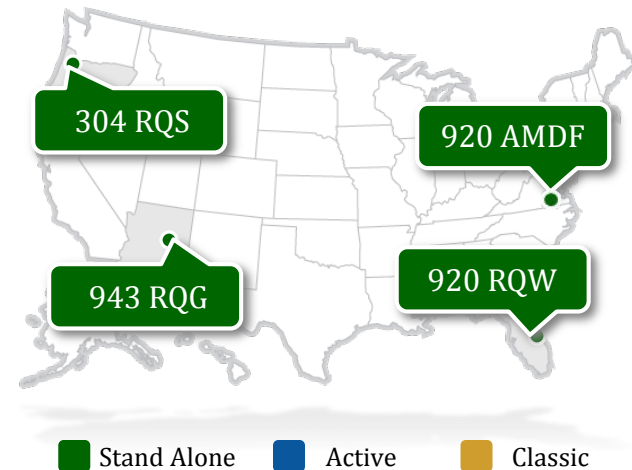 304 RQS
920 AMDF
943 RQG
920 RQW
Stand Alone
Active
Classic